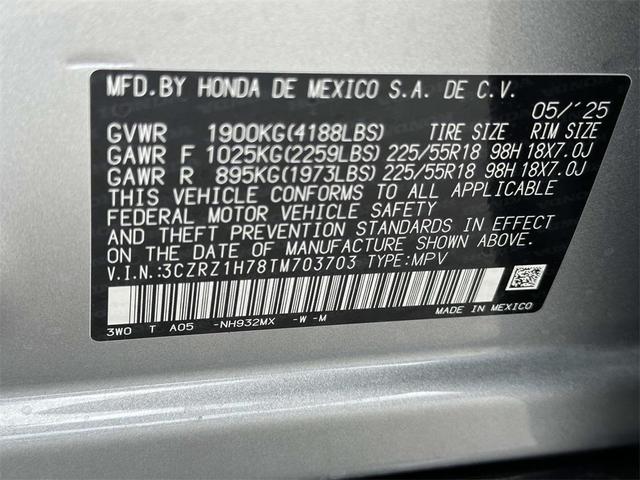 MFD.BY HONDA DE MEXICO S.A. DE C.V.
05/´25
GVWR 1900KG(4188LBS) TIRE SIZE RIM SIZE
GAWR F 1025KG(2259LBS) 225/55R18 98H 18X7.0J
GAWR R 895KG(1973LBS) 225/55R18 98H 18X7.0J
THIS VEHICLE CONFORMS TO ALL APPLICABLE
FEDERAL MOTOR VEHICLE SAFETY
AND THEFT PREVENTION STANDARDS IN EFFECT
ON THE DATE OF MANUFACTURE SHOWN ABOVE.
V.I.N.:3CZRZ1H78TM703703 TYPE:MPV
3W0 T A05 -NH932MX -W -M MADE IN MEXICO